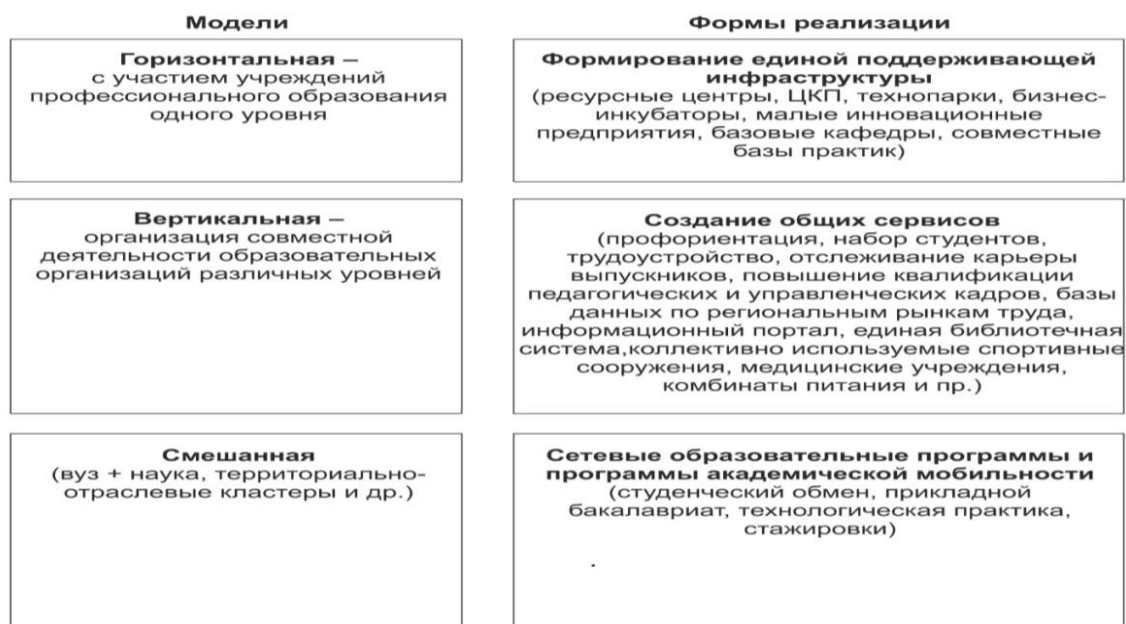 Модели
Формы реализации
Горизонтальная –
с участием учреждений
профессионального образования
одного уровня
Формирование единой поддерживающей
инфраструктуры
(ресурсные центры, ЦКП, технопарки, бизнес-
инкубаторы, малые инновационные
предприятия, базовые кафедры, совместные
базы практик)
Вертикальная –
организация совместной
деятельности образовательных
организаций различных уровней
Создание общих сервисов
(профориентация, набор студентов,
трудоустройство, отслеживание карьеры
выпускников, повышение квалификации
педагогических и управленческих кадров, базы
данных по региональным рынкам труда,
информационный портал, единая библиотечная
система,коллективно используемые спортивные
сооружения, медицинские учреждения,
комбинаты питания и пр.)
Смешанная
(вуз + наука, территориально-
отраслевые кластеры и др.)
Сетевые образовательные программы и
программы академической мобильности
(студенческий обмен, прикладной
бакалавриат, технологическая практика,
стажировки)